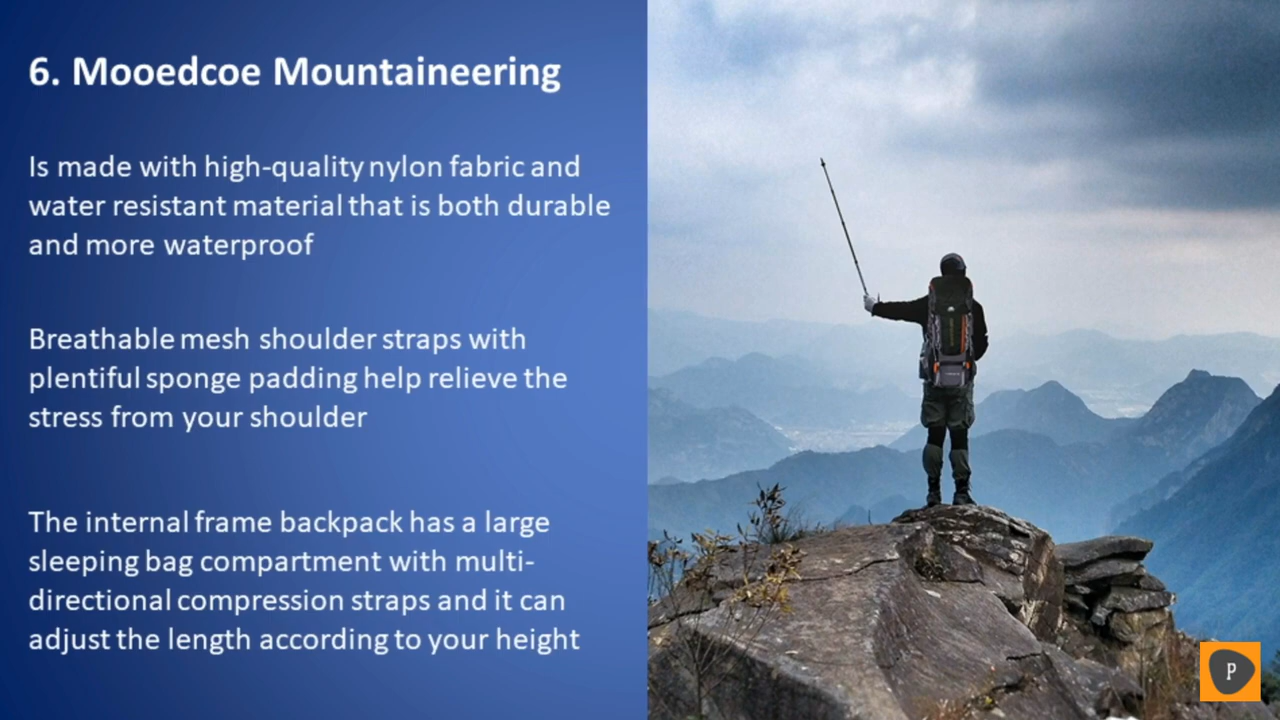 6. Mooedcoe Mountaineering
Is made with high-quality nylon fabric and
water resistant material that is both durable
and more waterproof
Breathable mesh shoulder straps with
plentiful sponge padding help relieve the
stress from your shoulder
The internal frame backpack has a large
sleeping bag compartment with multi-
directional compression straps and it can
adjust the length according to your height
P